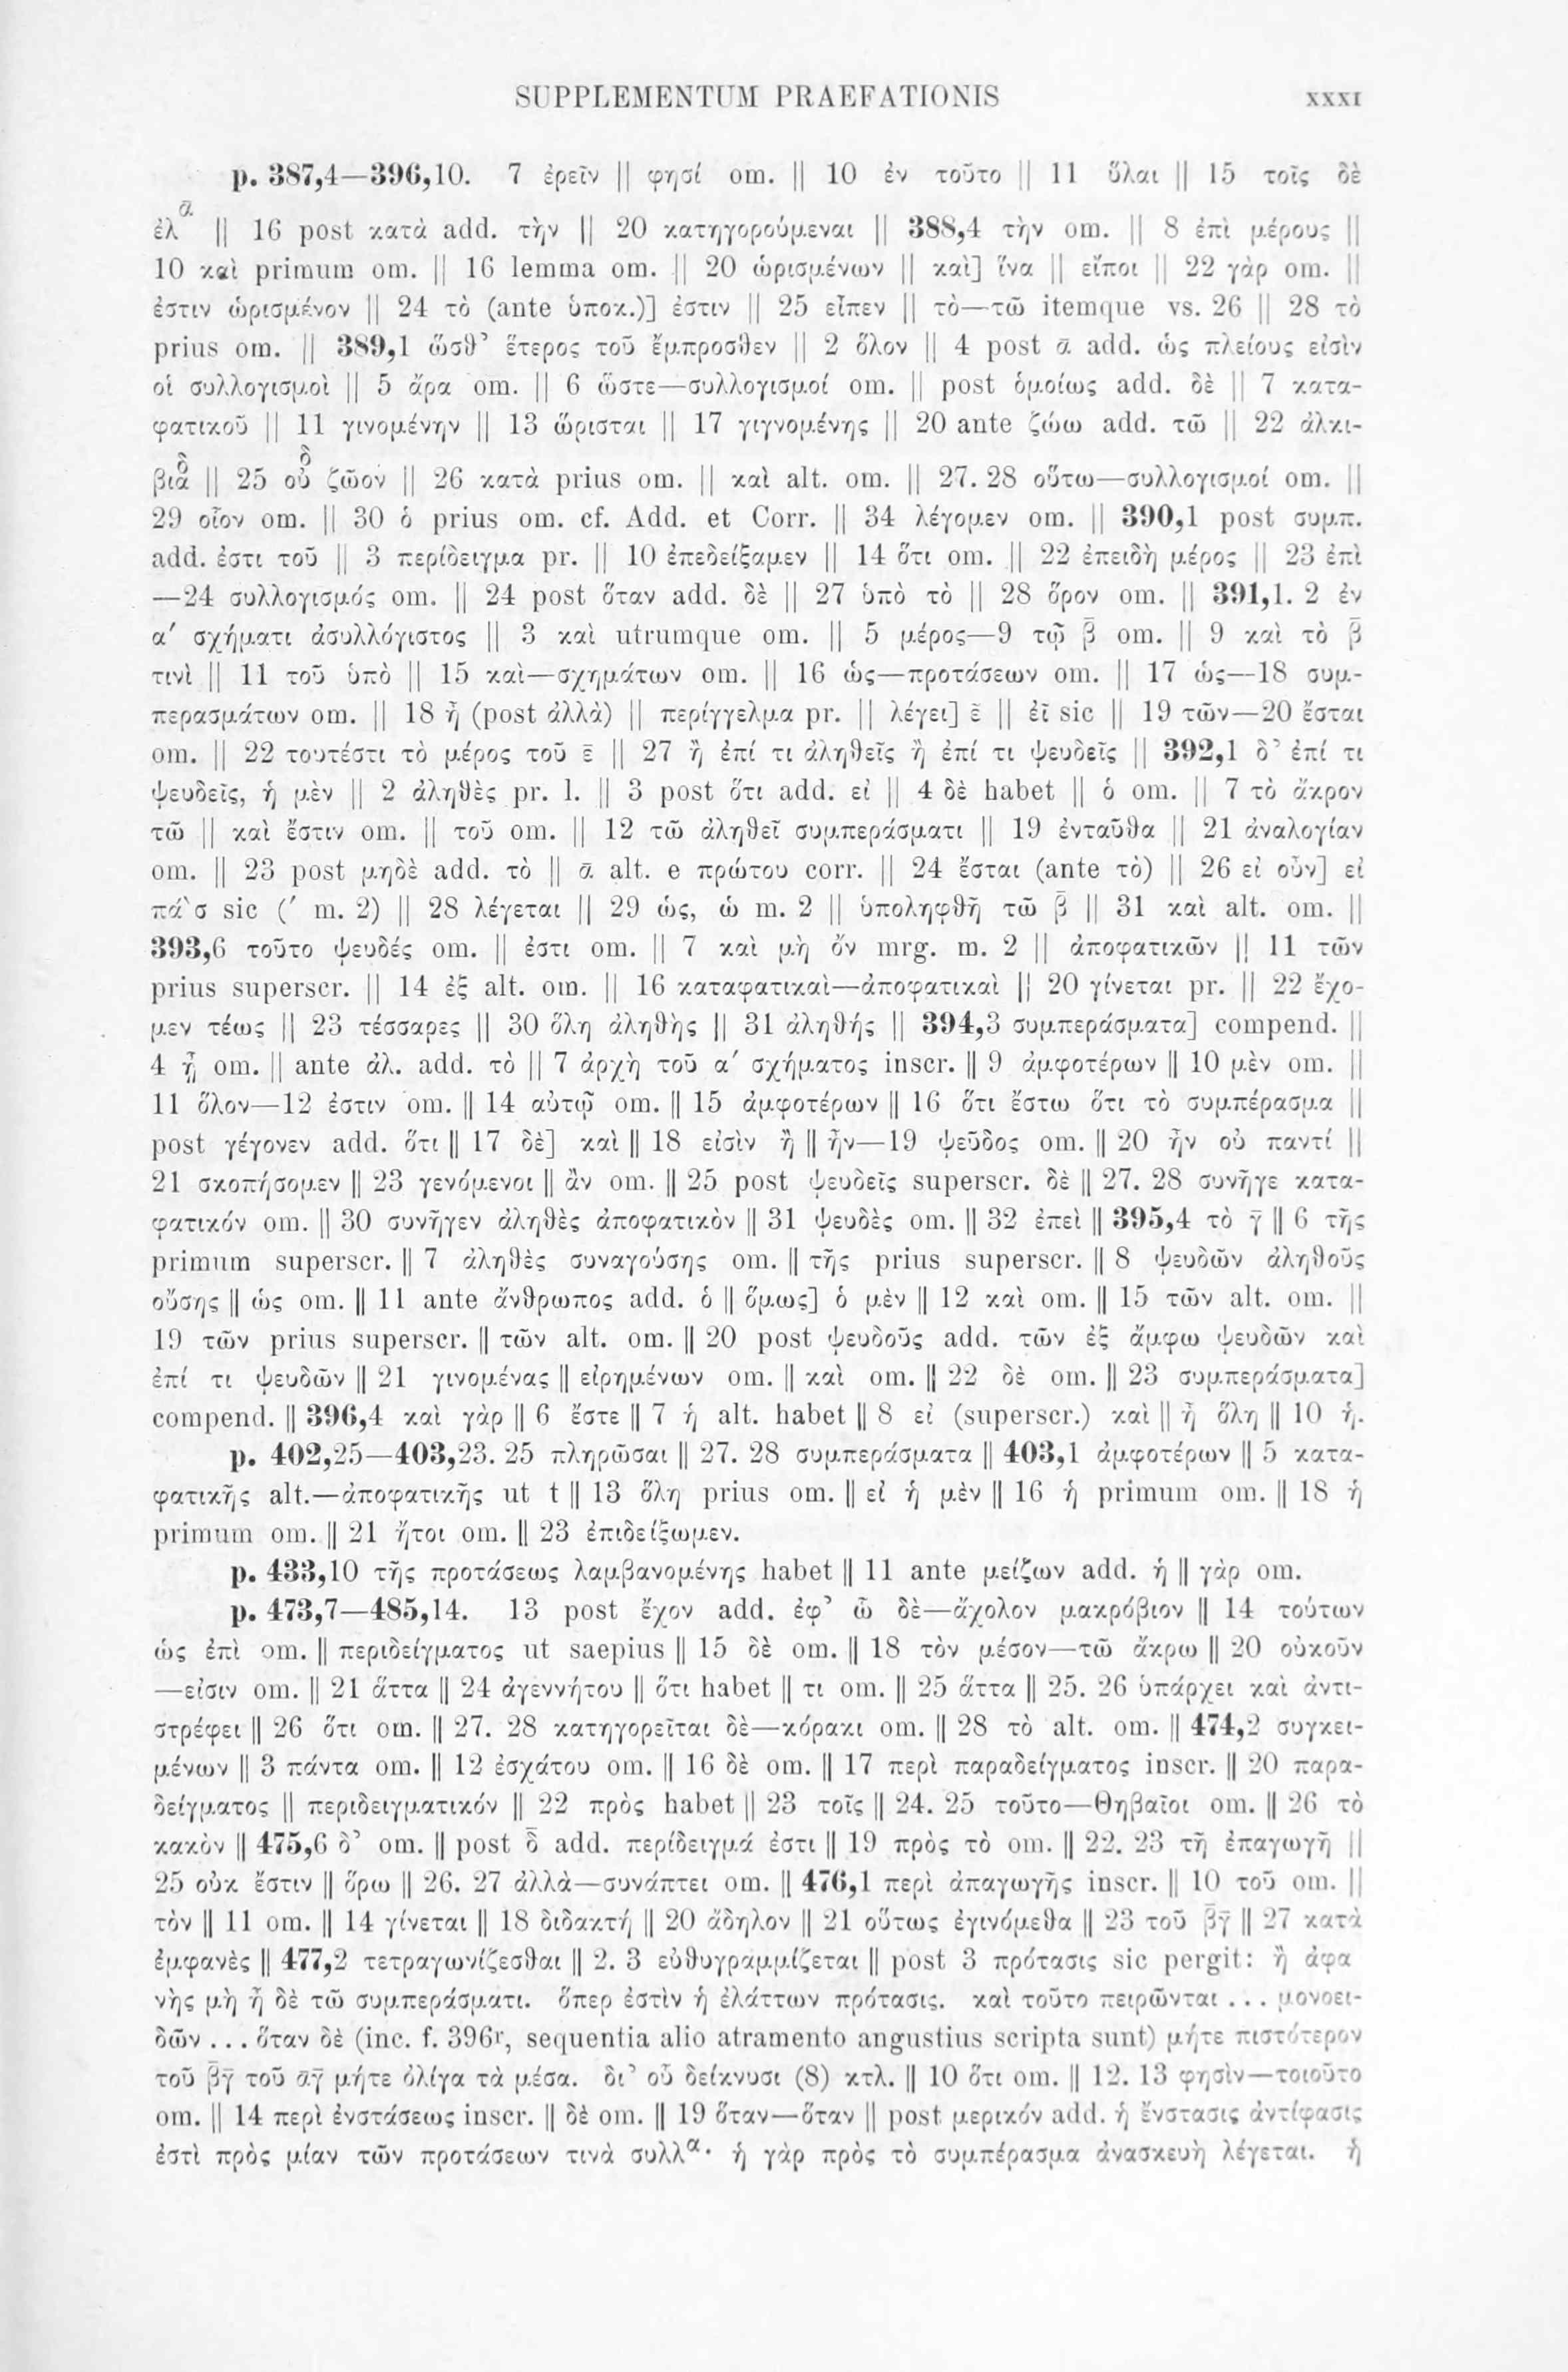 SUPPLEMENTUM PRAEFATIONIS XXXI
p. 387,4—396,10. 7 ἐρεῖν || φησί om. || 10 ἐν τοῦτο || 11 ὕλαι || 15 τοῖς δὲ
ἐλᾱ || 16 post κατὰ add. τὴν || 20 κατηγορούμεναι || 388,4 τὴν om. || 8 ἐπὶ μέρους ||
10 καὶ primum om. || 16 lemma om. || 20 ὡρισμένων || καὶ] ἵνα || εἴποι || 22 γὰρ om. ||
ἐστιν ὡρισμένον || 24 τὸ (ante ὑποκ.)] ἐστιν || 25 εἶπεν || τὸ—τῶ itemque vs. 26 || 28 τὸ
prius om. || 389,1 ὥσθ’ ἕτερος τοῦ ἔμπροσθεν || 2 ὅλον || 4 post ᾱ add. ὡς πλείους εἰσὶν
οἱ συλλογισμοὶ || 5 ἄρα om. || 6 ὥστε—συλλογισμοί om. || post ὁμοίως add. δὲ || 7 κατα-
φατικοῦ || 11 γινομένην || 13 ὥρισται || 17 γιγνομένης || 20 ante ζώω add. τῶ || 22 ἀλκι-
βιαδ || 25 οὐδ ζῶον || 26 κατὰ prius om. || καὶ alt. om. || 27. 28 οὕτω—συλλογισμοί om. ||
29 οἷον om. || 30 ὁ prius om. cf. Add. et Corr. || 34 λέγομεν om. || 390,1 post συμπ.
add. ἐστι τοῦ || 3 περίδειγμα pr. || 10 ἐπεδείξαμεν || 14 ὅτι om. || 22 ἐπειδὴ μέρος || 23 ἐπὶ
—24 συλλογισμός om. || 24 post ὅταν add. δὲ || 27 ὑπὸ τὸ || 28 ὅρον om. || 391,1. 2 ἐν
α′ σχήματι ἀσυλλόγιστος || 3 καὶ utrumque om. || 5 μέρος—9 τῷ β̄ om. || 9 καὶ τὸ β̄
τινὶ || 11 τοῦ ὑπὸ || 15 καὶ—σχημάτων om. || 16 ὡς—προτάσεων om. || 17 ὡς—18 συμ-
περασμάτων om. || 18 ἦ (post ἀλλὰ) || περίγγελμα pr. || λέγει] ε̄ || ἐῖ sic || 19 τῶν—20 ἔσται
om. || 22 τουτέστι τὸ μέρος τοῦ ε̄ || 27 ἢ ἐπί τι ἀληθεῖς ἢ ἐπί τι ψευδεῖς || 392,1 δ’ ἐπί τι
ψευδεῖς, ἡ μὲν || 2 ἀληθὲς pr. l. || 3 post ὅτι add. εἰ || 4 δὲ habet || ὁ om. || 7 τὸ ἄκρον
τῶ || καὶ ἔστιν om. || τοῦ om. || 12 τῶ ἀληθεῖ συμπεράσματι || 19 ἐνταῦθα || 21 ἀναλογίαν
om. || 23 post μηδὲ add. τὸ || ᾱ alt. e πρώτου corr. || 24 ἔσται (ante τὸ) || 26 εἰ οὖν] εἰ
πά`σ sic (′ m. 2) || 28 λέγεται || 29 ὡς, ὡ m. 2 || ὑποληφθῆ τῶ β̄ || 31 καὶ alt. om. ||
393,6 τοῦτο ψευδές om. || ἐστι om. || 7 καὶ μὴ ὄν mrg. m. 2 || ἀποφατικῶν || 11 τῶν
prius superscr. || 14 ἐξ alt. om. || 16 καταφατικαὶ—ἀποφατικαὶ || 20 γίνεται pr. || 22 ἔχο-
μεν τέως || 23 τέσσαρες || 30 ὅλη ἀληθὴς || 31 ἀληθής || 394,3 συμπεράσματα] compend. ||
4 ᾖ om. || ante ἀλ. add. τὸ || 7 ἀρχὴ τοῦ α′ σχήματος inscr. || 9 ἀμφοτέρων || 10 μὲν om. ||
11 ὅλον—12 ἐστιν om. || 14 αὐτῷ om. || 15 ἀμφοτέρων || 16 ὅτι ἔστω ὅτι τὸ συμπέρασμα ||
post γέγονεν add. ὅτι || 17 δὲ] καὶ || 18 εἰσὶν ἢ || ἦν—19 ψεῦδος om. || 20 ἦν οὐ παντί ||
21 σκοπήσομεν || 23 γενόμενοι || ἂν om. || 25 post ψευδεῖς superscr. δὲ || 27. 28 συνῆγε κατα-
φατικόν om. || 30 συνῆγεν ἀληθὲς ἀποφατικὸν || 31 ψευδὲς om. || 32 ἐπεὶ || 395,4 τὸ γ̄ || 6 τῆς
primum superscr. || 7 ἀληθὲς συναγούσης om. || τῆς prius superscr. || 8 ψευδῶν ἀληθοῦς
οὔσης || ὡς om. || 11 ante ἄνθρωπος add. ὁ || ὅμως] ὁ μὲν || 12 καὶ om. || 15 τῶν alt. om. ||
19 τῶν prius superscr. || τῶν alt. om. || 20 post ψευδοῦς add. τῶν ἐξ ἄμφω ψευδῶν καὶ
ἐπί τι ψευδῶν || 21 γινομένας || εἰρημένων om. || καὶ om. || 22 δὲ om. || 23 συμπεράσματα]
compend. || 396,4 καὶ γὰρ || 6 ἔστε || 7 ἡ alt. habet || 8 εἰ (superscr.) καὶ || ἦ ὅλη || 10 ἡ.
p. 402,25—403,23. 25 πληρῶσαι || 27. 28 συμπεράσματα || 403,1 ἀμφοτέρων || 5 κατα-
φατικῆς alt.—ἀποφατικῆς ut t || 13 ὅλη prius om. || εἰ ἡ μὲν || 16 ἡ primum om. || 18 ἡ
primum om. || 21 ἤτοι om. || 23 ἐπιδείξωμεν.
p. 433,10 τῆς προτάσεως λαμβανομένης habet || 11 ante μείζων add. ἡ || γὰρ om.
p. 473,7—485,14. 13 post ἔχον add. ἐφ’ ὧ δὲ—ἄχολον μακρόβιον || 14 τούτων
ὡς ἐπὶ om. || περιδείγματος ut saepius || 15 δὲ om. || 18 τὸν μέσον—τῶ ἄκρω || 20 οὐκοῦν
—εἰσιν om. || 21 ἅττα || 24 ἀγεννήτου || ὅτι habet || τι om. || 25 ἅττα || 25. 26 ὑπάρχει καὶ ἀντι-
στρέφει || 26 ὅτι om. || 27. 28 κατηγορεῖται δὲ—κόρακι om. || 28 τὸ alt. om. || 474,2 συγκει-
μένων || 3 πάντα om. || 12 ἐσχάτου om. || 16 δὲ om. || 17 περὶ παραδείγματος inscr. || 20 παρα-
δείγματος || περιδειγματικόν || 22 πρὸς habet || 23 τοῖς || 24. 25 τοῦτο—Θηβαῖοι om. || 26 τὸ
κακὸν || 475,6 δ’ om. || post δ̄ add. περίδειγμά ἐστι || 19 πρὸς τὸ om. || 22. 23 τῆ ἐπαγωγῆ ||
25 οὐκ ἔστιν || ὅρω || 26. 27 ἀλλὰ—συνάπτει om. || 476,1 περὶ ἀπαγωγῆς inscr. || 10 τοῦ om. ||
τὸν || 11 om. || 14 γίνεται || 18 διδακτή || 20 ἄδηλον || 21 οὕτως ἐγινόμεθα || 23 τοῦ β̄γ̄ || 27 κατὰ
ἐμφανὲς || 477,2 τετραγωνίζεσθαι || 2. 3 εὐθυγραμμίζεται || post 3 πρότασις sic pergit: ἢ ἀφα
νὴς μὴ ἦ δὲ τῶ συμπεράσματι. ὅπερ ἐστὶν ἡ ἐλάττων πρότασις. καὶ τοῦτο πειρῶνται ... μονοει-
δῶν ... ὅταν δὲ (inc. f. 396r, sequentia alio atramento angustius scripta sunt) μήτε πιστότερον
τοῦ β̄γ̄ τοῦ ᾱγ̄ μήτε ὀλίγα τὰ μέσα. δι’ οὗ δείκνυσι (8) κτλ. || 10 ὅτι om. || 12. 13 φησὶν—τοιοῦτο
om. || 14 περὶ ἐνστάσεως inscr. || δὲ om. || 19 ὅταν—ὅταν || post μερικόν add. ἡ ἔνστασις ἀντίφασις
ἐστὶ πρὸς μίαν τῶν προτάσεων τινὰ συλλα· ἡ γὰρ πρὸς τὸ συμπέρασμα ἀνασκευὴ λέγεται. ἡ